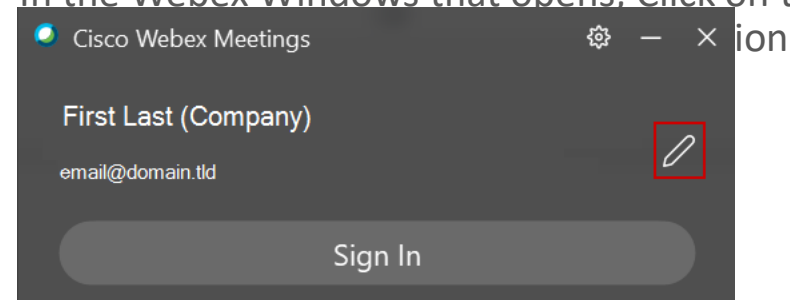 In the Webex Windows that opens, Click on
Cisco Webex Meetings
ion
First Last (Company)
email@domain.tld
Sign In